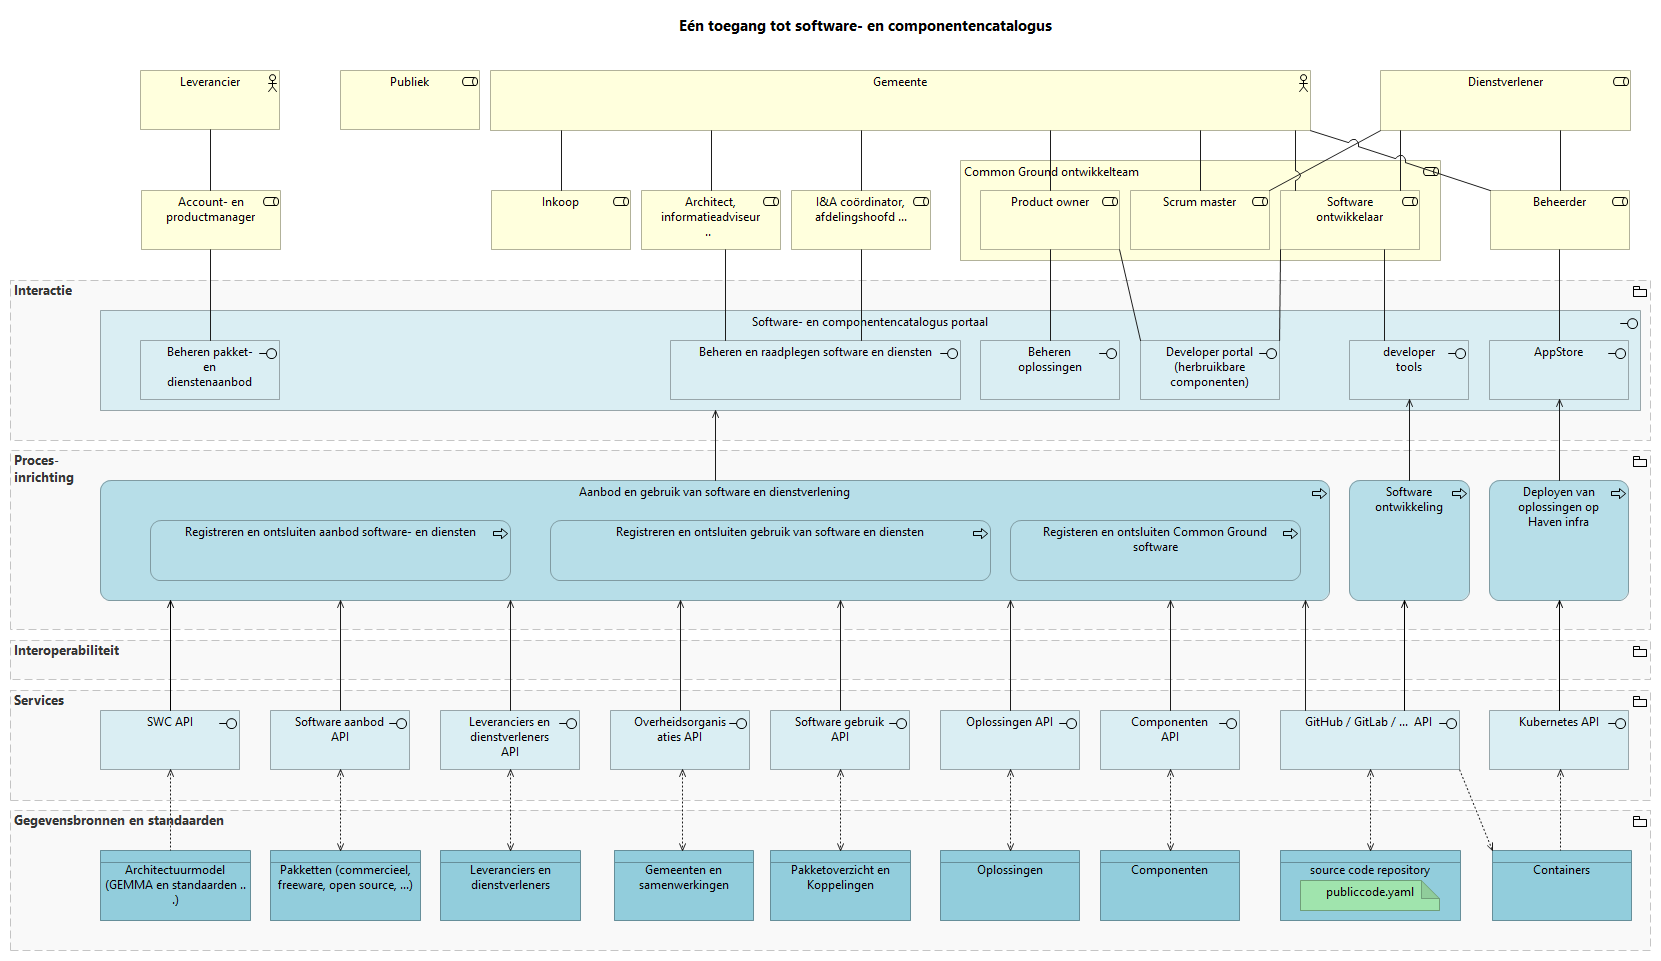 Eén toegang tot software- en componentencatalogus
Leverancier
Publiek
Gemeente
Dienstverlener
Common Ground ontwikkelteam
Account- en
productmanager
Inkoop
Architect,
informatieadviseur
..
I&A coördinator,
afdelingshoofd ...
Product owner
Scrum master
Software
ontwikkelaar
Beheerder
Interactie
Software- en componentencatalogus portaal
Beheren pakket-
en
dienstenaanbod
Beheren en raadplegen software en diensten
Beheren
oplossingen
Developer portal
(herbruikbare
componenten)
developer
tools
AppStore
Proces-
inrichting
Aanbod en gebruik van software en dienstverlening
Registreren en ontsluiten aanbod software- en diensten
Registreren en ontsluiten gebruik van software en diensten
Registeren en ontsluiten Common Ground
software
Software
ontwikkeling
Deployen van
oplossingen op
Haven infra
Interoperabiliteit
Services
SWC API
Software aanbod
API
Leveranciers en
dienstverleners
API
Overheidsorganis
aties API
Software gebruik
API
Oplossingen API
Componenten
API
GitHub / GitLab / ... API
Kubernetes API
Gegevensbronnen en standaarden
Architectuurmodel
(GEMMA en standaarden ..
.)
Pakketten (commercieel,
freeware, open source, ...)
Leveranciers en
dienstverleners
Gemeenten en
samenwerkingen
Pakketoverzicht en
Koppelingen
Oplossingen
Componenten
source code repository
publiccode.yaml
Containers